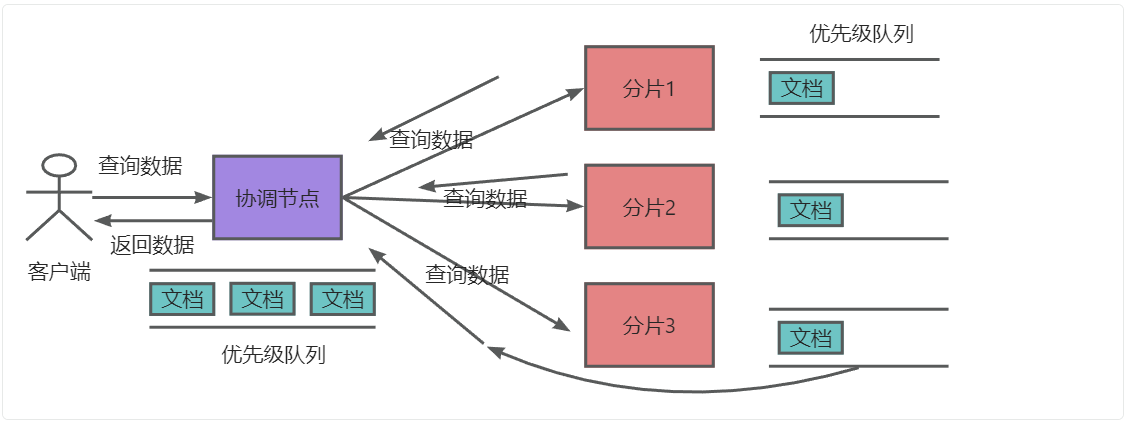 优先级队列
分片1
文档
查询数据
查询数据
协调节点
查询数据
分片2
文档
返回数据
客户端
查询数据
文档
文档
文档
分片3
文档
优先级队列